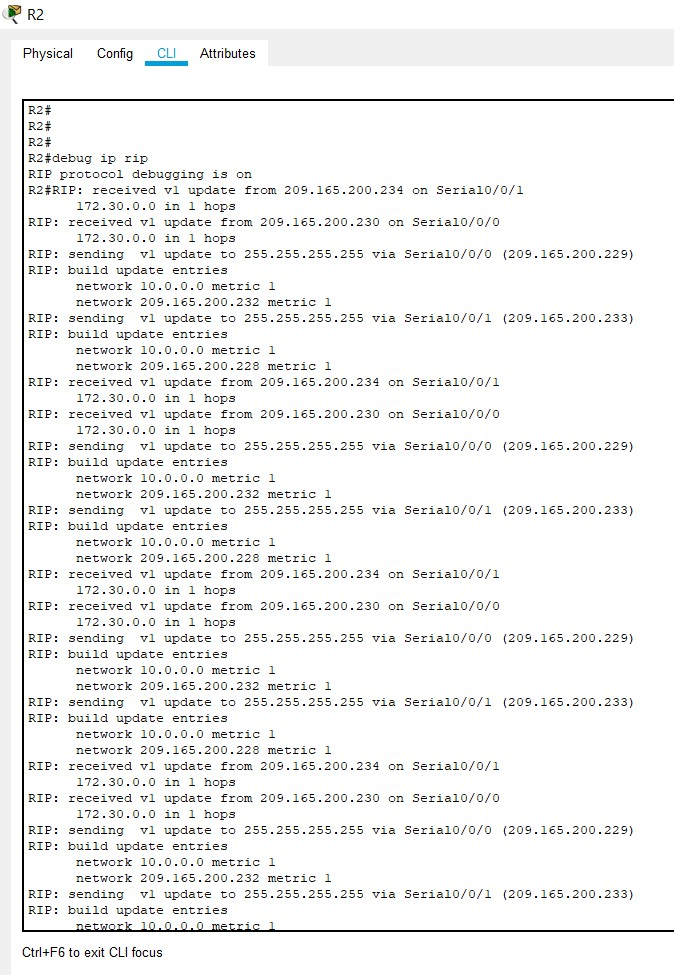 R2
Physical Config CLI Attributes
R2#
R2#
R2#
R2#debug ip rip
RIP protocol debugging is on
R2#RIP: received v1 update from 209.165.200.234 on Serial0/0/1
172.30.0.0 in 1 hops
RIP: received v1 update from 209.165.200.230 on Serial0/0/0
172.30.0.0 in 1 hops
RIP: sending  v1 update to 255.255.255.255 via Serial0/0/0 (209.165.200.229)
RIP: build update entries
network 10.0.0.0 metric 1
network 209.165.200.232 metric 1
RIP: sending  v1 update to 255.255.255.255 via Serial0/0/1 (209.165.200.233)
RIP: build update entries
network 10.0.0.0 metric 1
network 209.165.200.228 metric 1
RIP: received v1 update from 209.165.200.234 on Serial0/0/1
172.30.0.0 in 1 hops
RIP: received v1 update from 209.165.200.230 on Serial0/0/0
172.30.0.0 in 1 hops
RIP: sending  v1 update to 255.255.255.255 via Serial0/0/0 (209.165.200.229)
RIP: build update entries
network 10.0.0.0 metric 1
network 209.165.200.232 metric 1
RIP: sending  v1 update to 255.255.255.255 via Serial0/0/1 (209.165.200.233)
RIP: build update entries
network 10.0.0.0 metric 1
network 209.165.200.228 metric 1
RIP: received v1 update from 209.165.200.234 on Serial0/0/1
172.30.0.0 in 1 hops
RIP: received v1 update from 209.165.200.230 on Serial0/0/0
172.30.0.0 in 1 hops
RIP: sending  v1 update to 255.255.255.255 via Serial0/0/0 (209.165.200.229)
RIP: build update entries
network 10.0.0.0 metric 1
network 209.165.200.232 metric 1
RIP: sending  v1 update to 255.255.255.255 via Serial0/0/1 (209.165.200.233)
RIP: build update entries
network 10.0.0.0 metric 1
network 209.165.200.228 metric 1
RIP: received v1 update from 209.165.200.234 on Serial0/0/1
172.30.0.0 in 1 hops
RIP: received v1 update from 209.165.200.230 on Serial0/0/0
172.30.0.0 in 1 hops
RIP: sending  v1 update to 255.255.255.255 via Serial0/0/0 (209.165.200.229)
RIP: build update entries
network 10.0.0.0 metric 1
network 209.165.200.232 metric 1
RIP: sending  v1 update to 255.255.255.255 via Serial0/0/1 (209.165.200.233)
RIP: build update entries
network 10.0.0.0 metric 1
Ctrl+F6 to exit CLI focus